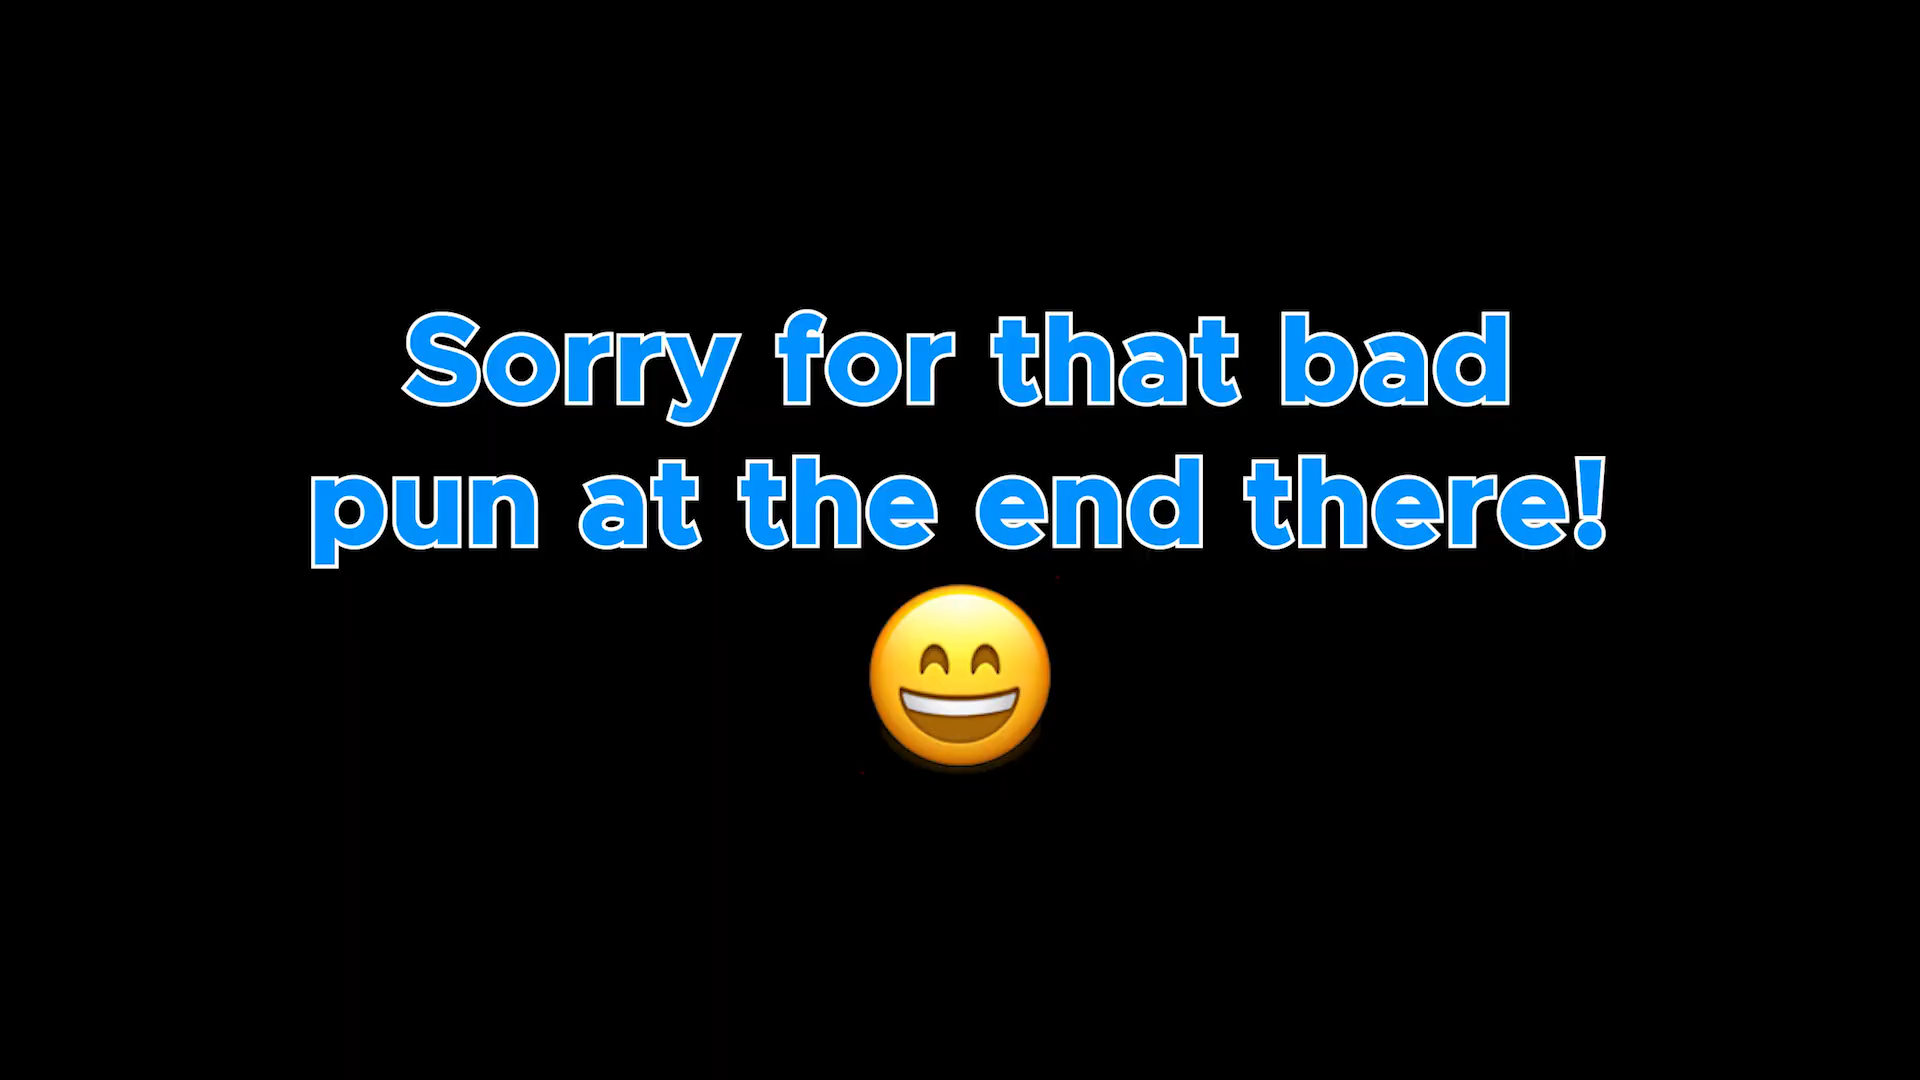 Sorry for that bad
pun at the end there!
😄